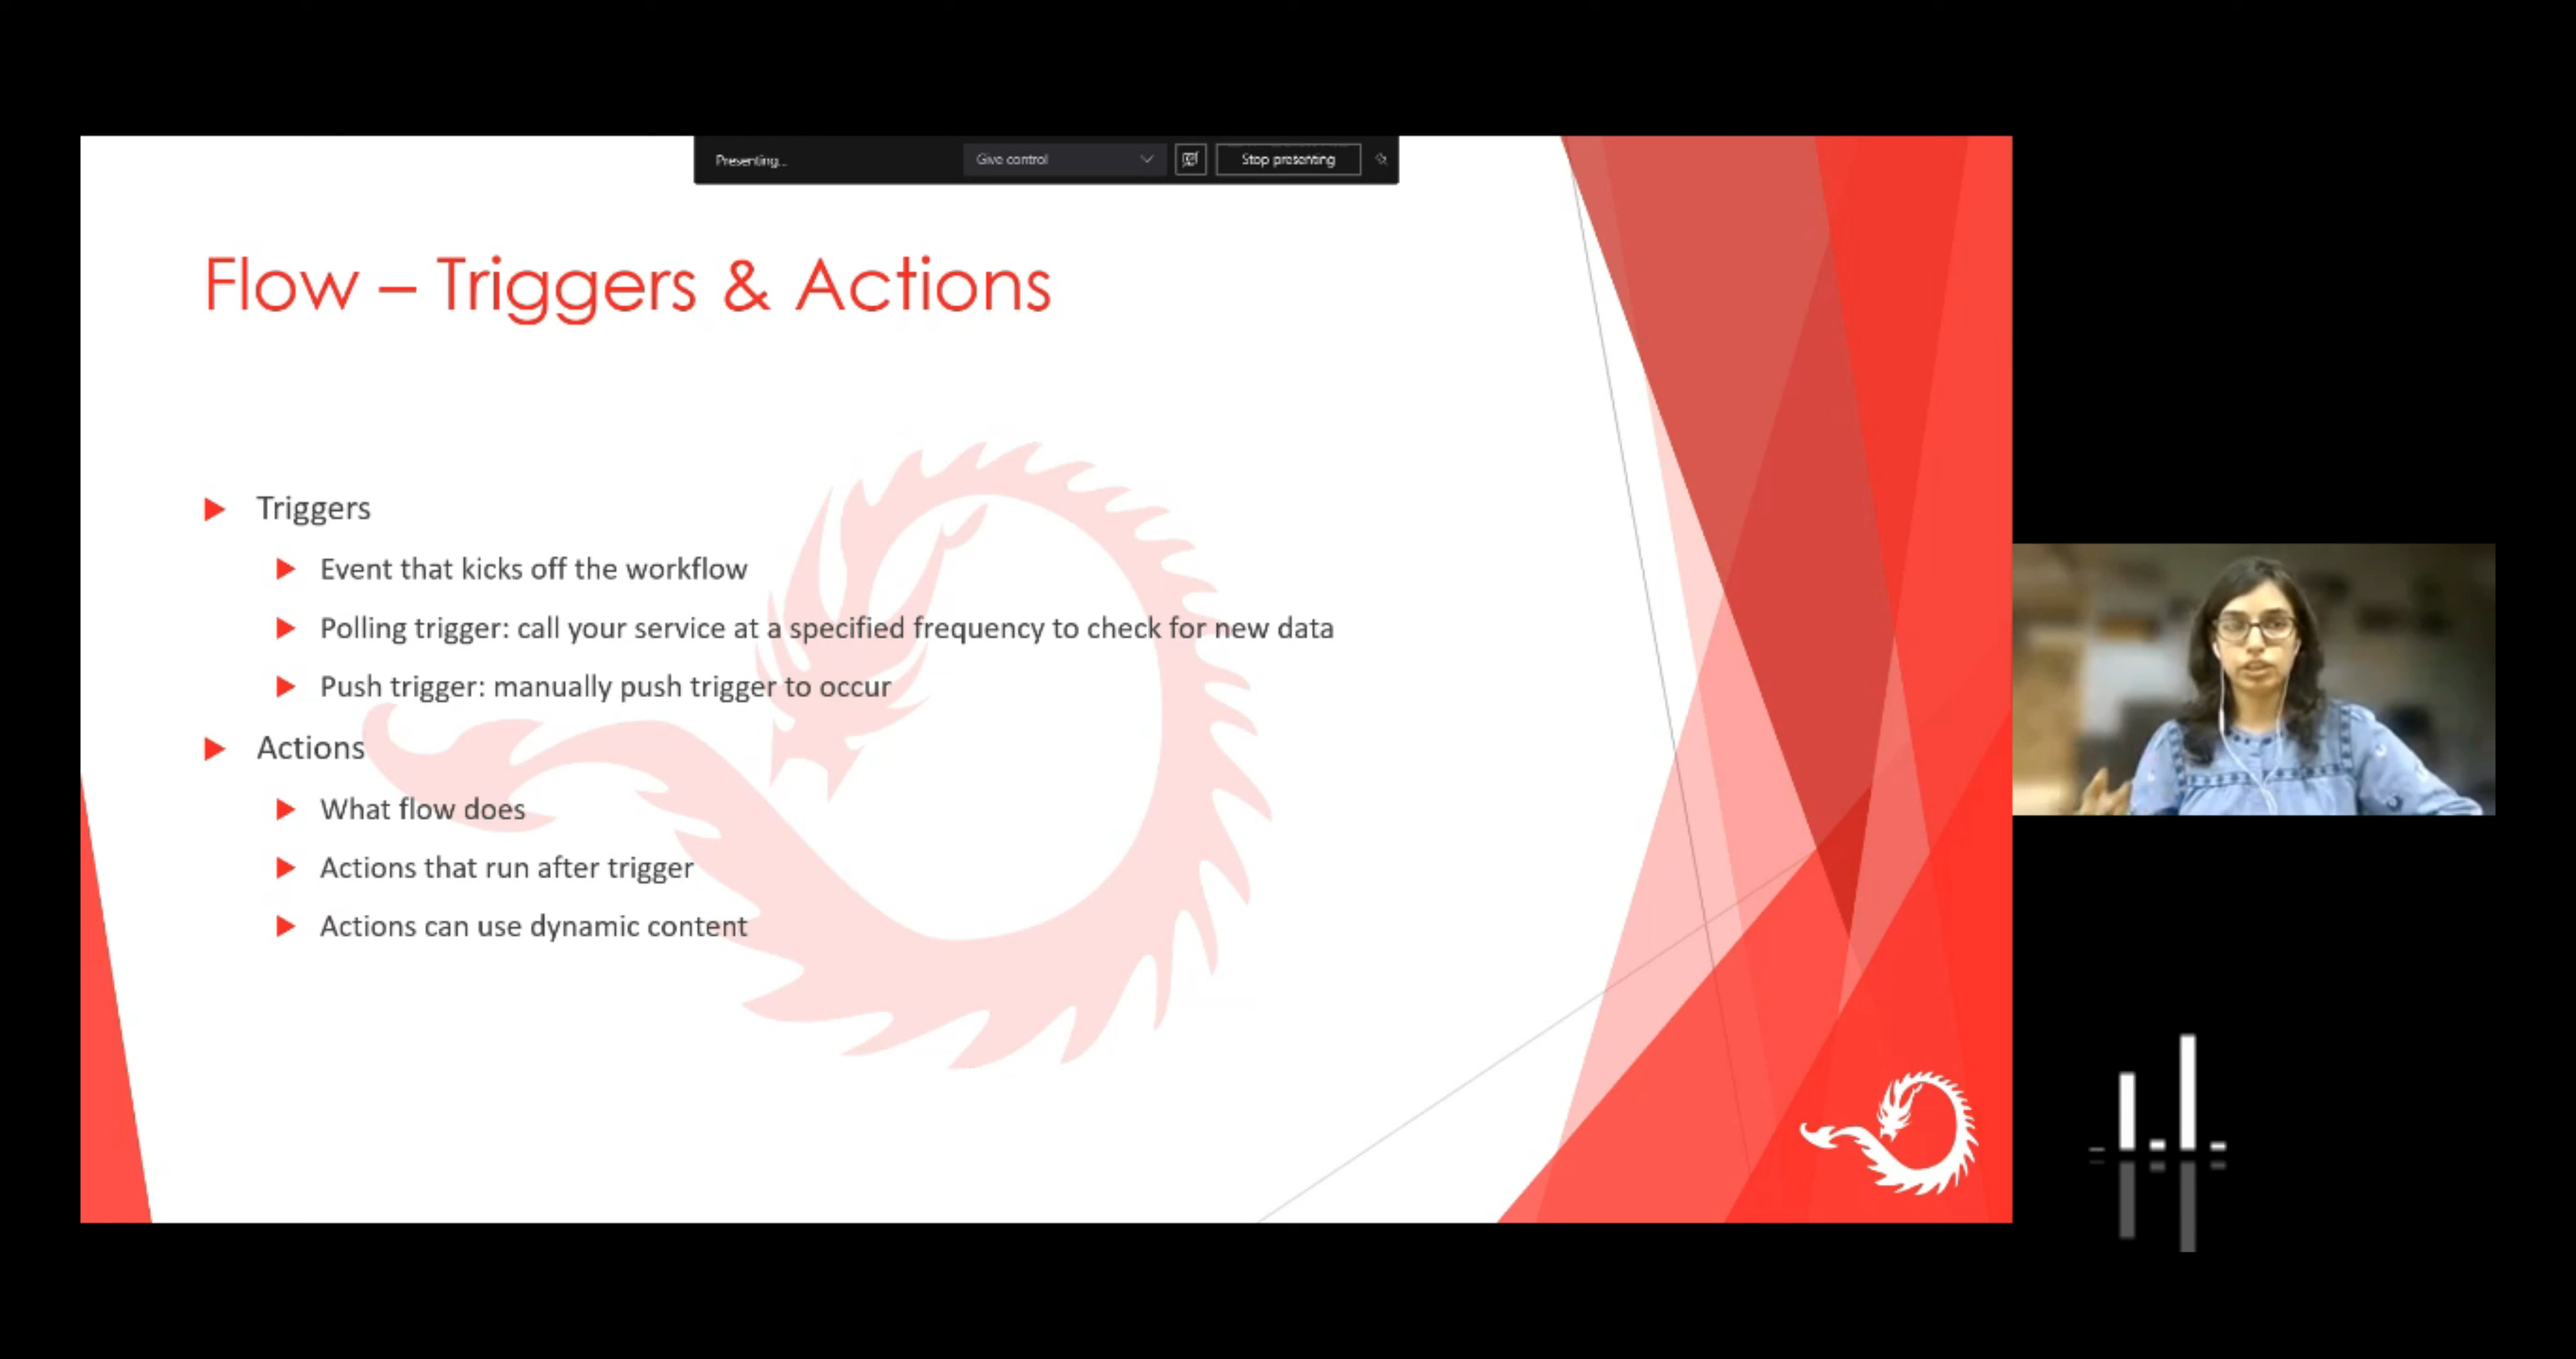 Presenting...
Give control
Stop presenting
Flow – Triggers & Actions
Triggers
Event that kicks off the workflow
Polling trigger: call your service at a specified frequency to check for new data
Push trigger: manually push trigger to occur
Actions
What flow does
Actions that run after trigger
Actions can use dynamic content